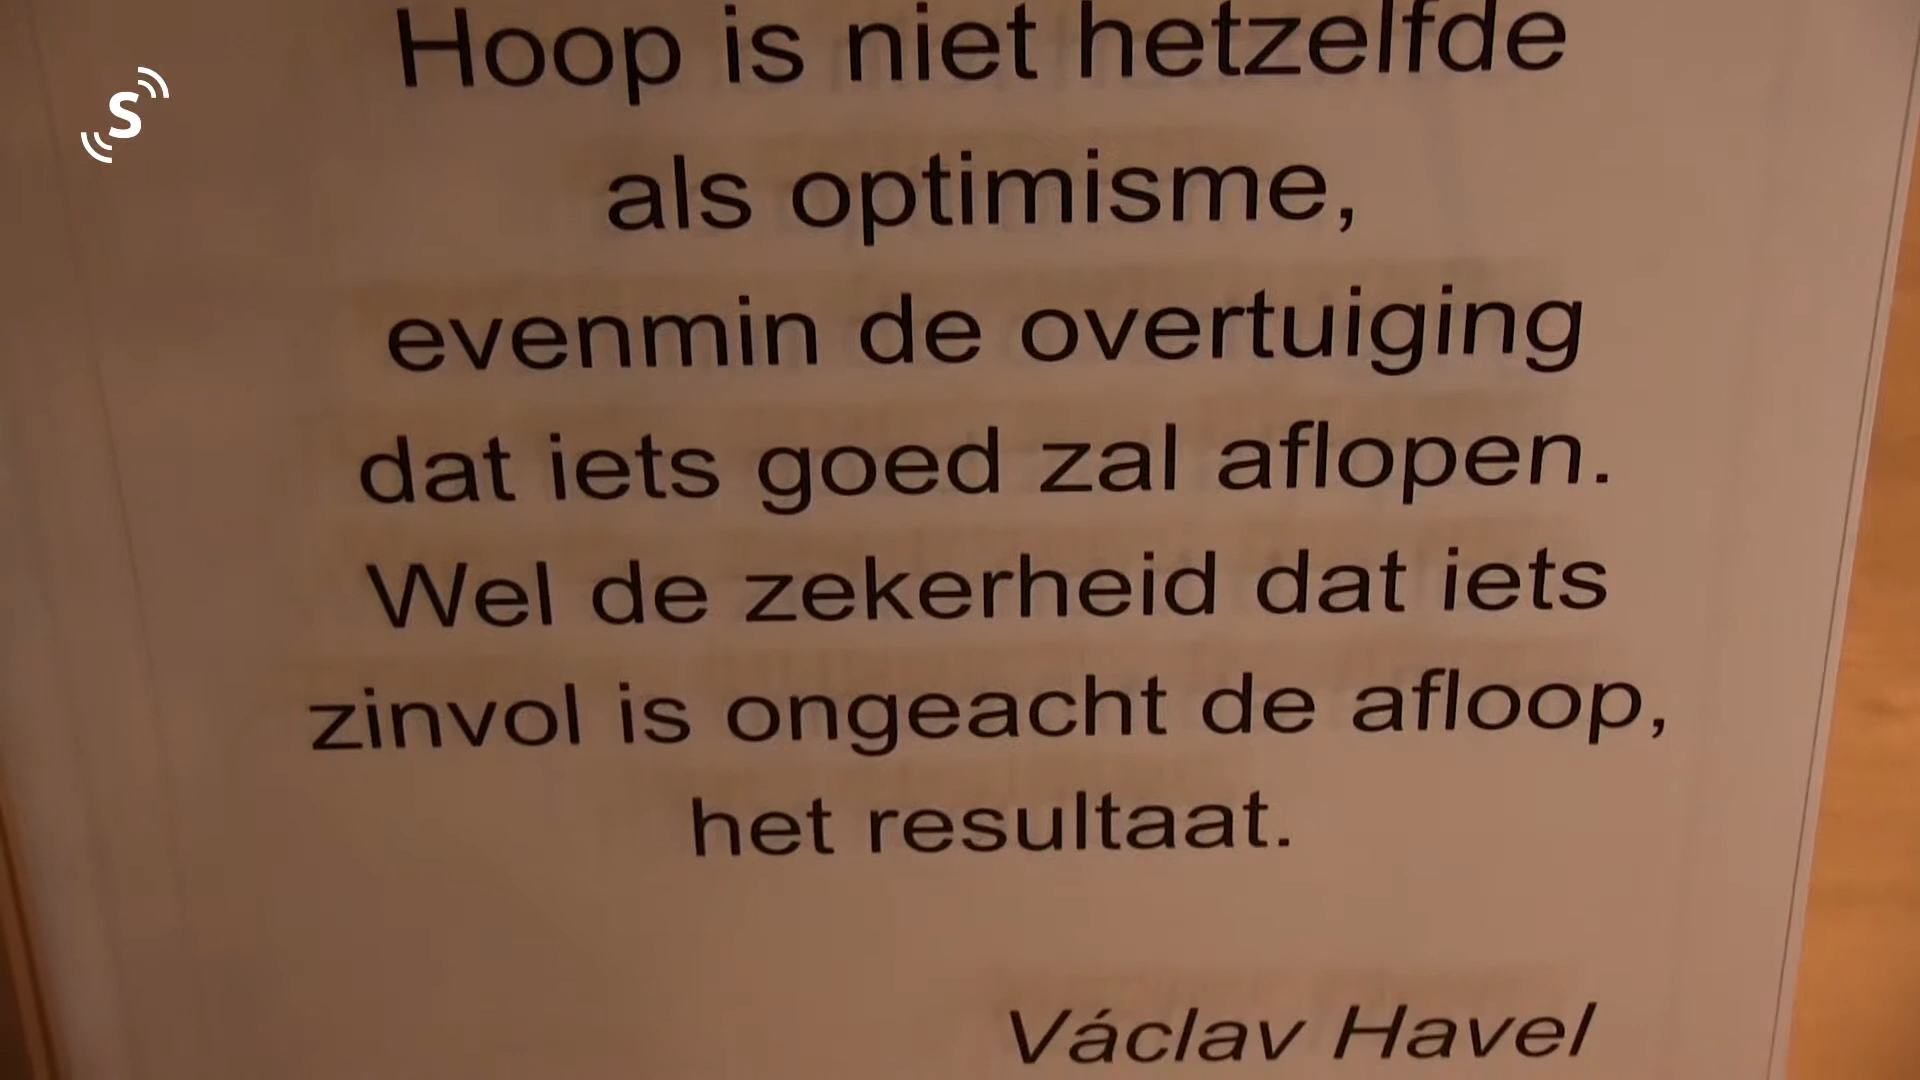 Hoop is niet hetzelfde
S
als optimisme,
evenmin de overtuiging
dat iets goed zal aflopen.
Wel de zekerheid dat iets
zinvol is ongeacht de afloop,
het resultaat.
Václav Havel